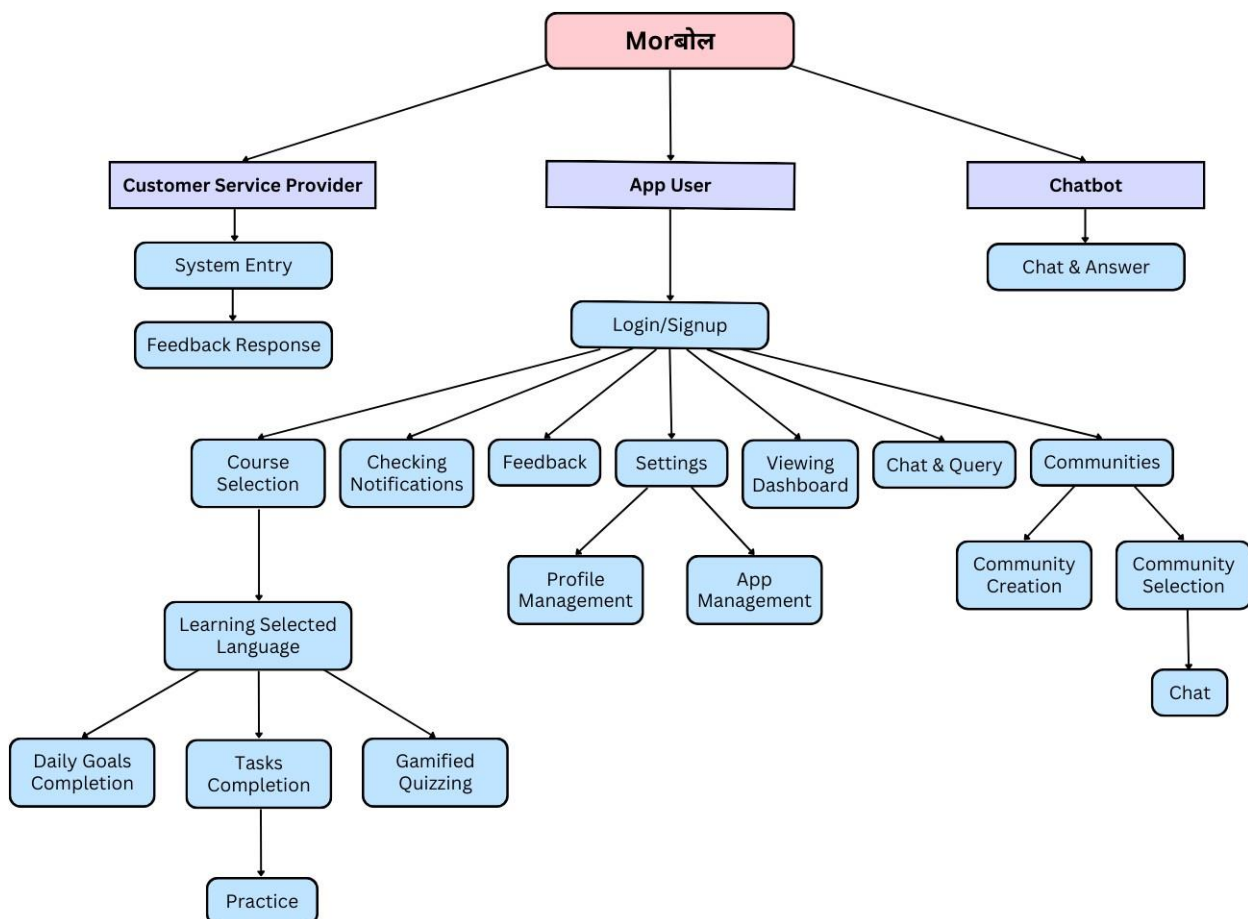 Morबोल
Customer Service Provider
App User
Chatbot
System Entry
Chat & Answer
Feedback Response
Login/Signup
Course
Selection
Checking
Notifications
Feedback
Settings
Viewing
Dashboard
Chat & Query
Communities
Profile
Management
App
Management
Community
Creation
Community
Selection
Learning Selected
Language
Chat
Daily Goals
Completion
Tasks
Completion
Gamified
Quizzing
Practice